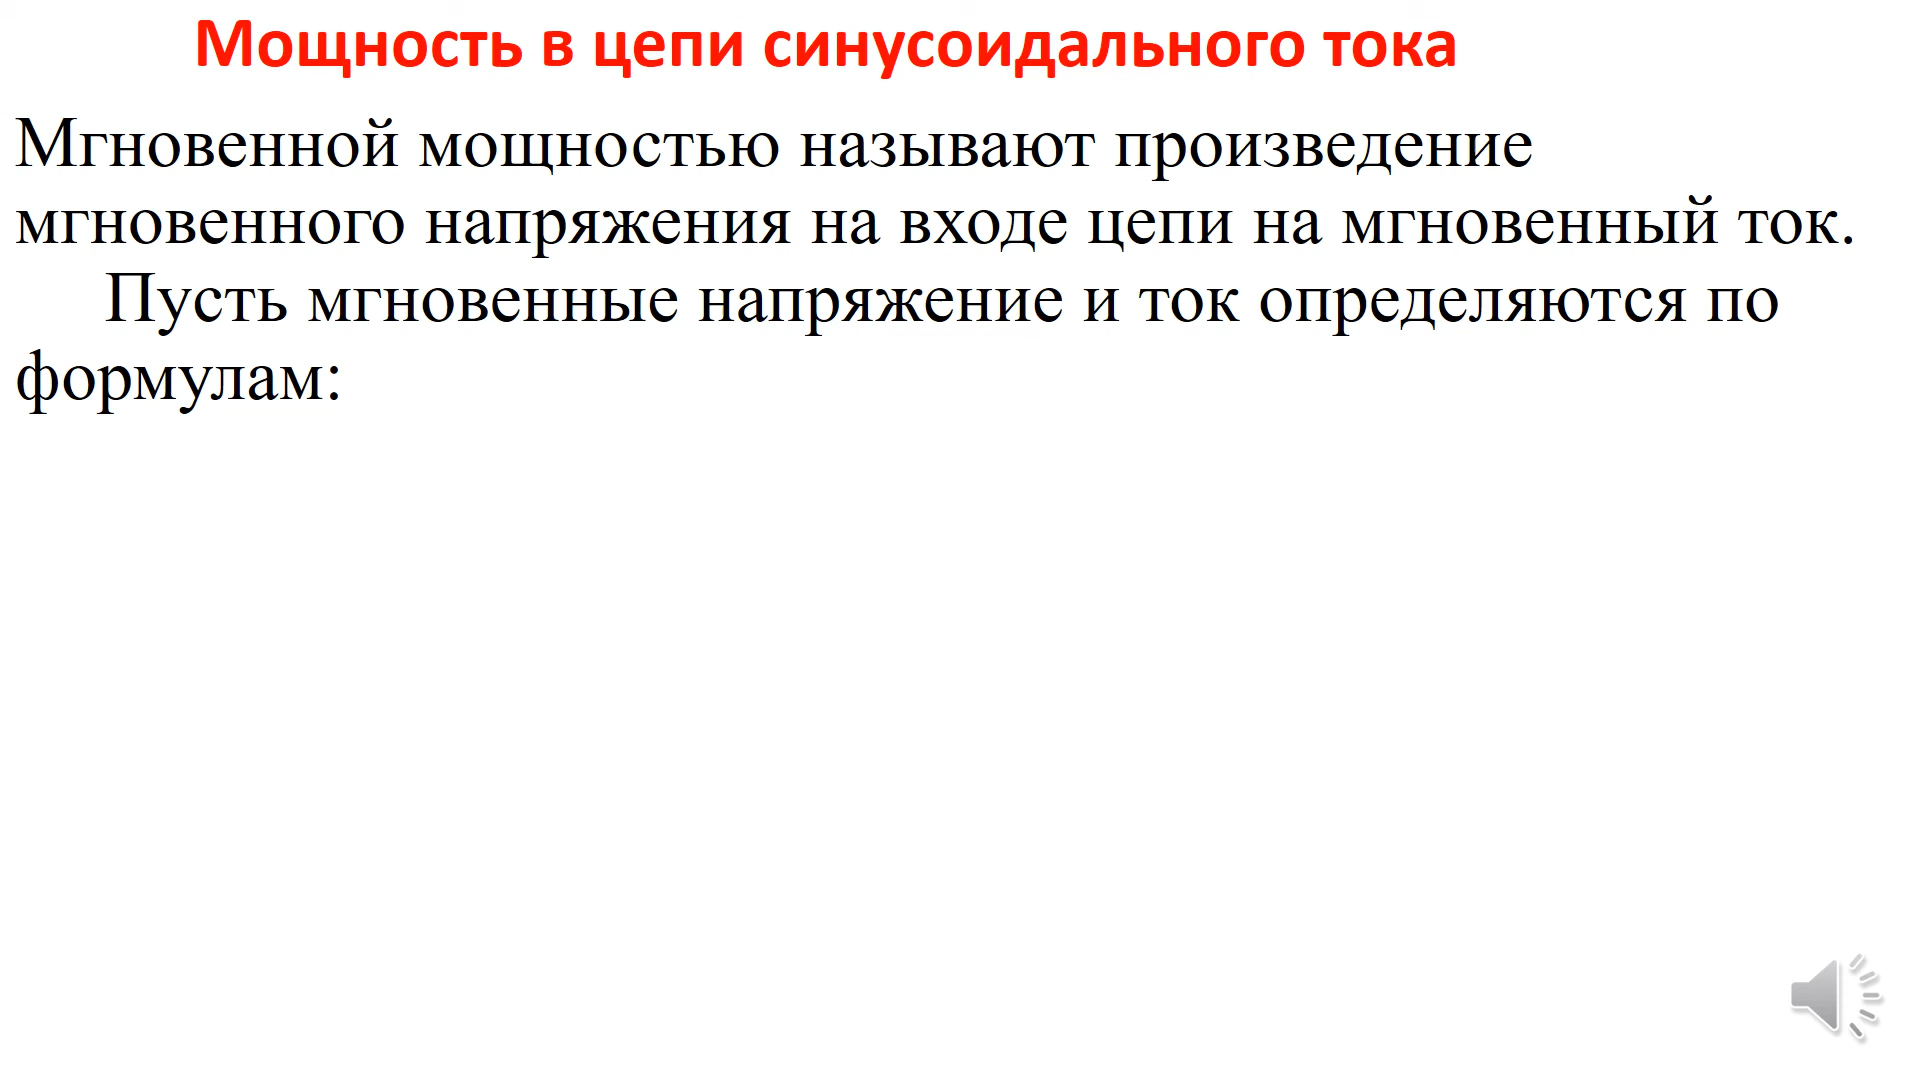 Мощность в цепи синусоидального тока
Мгновенной мощностью называют произведение
мгновенного напряжения на входе цепи на мгновенный ток.
Пусть мгновенные напряжение и ток определяются по
формулам: